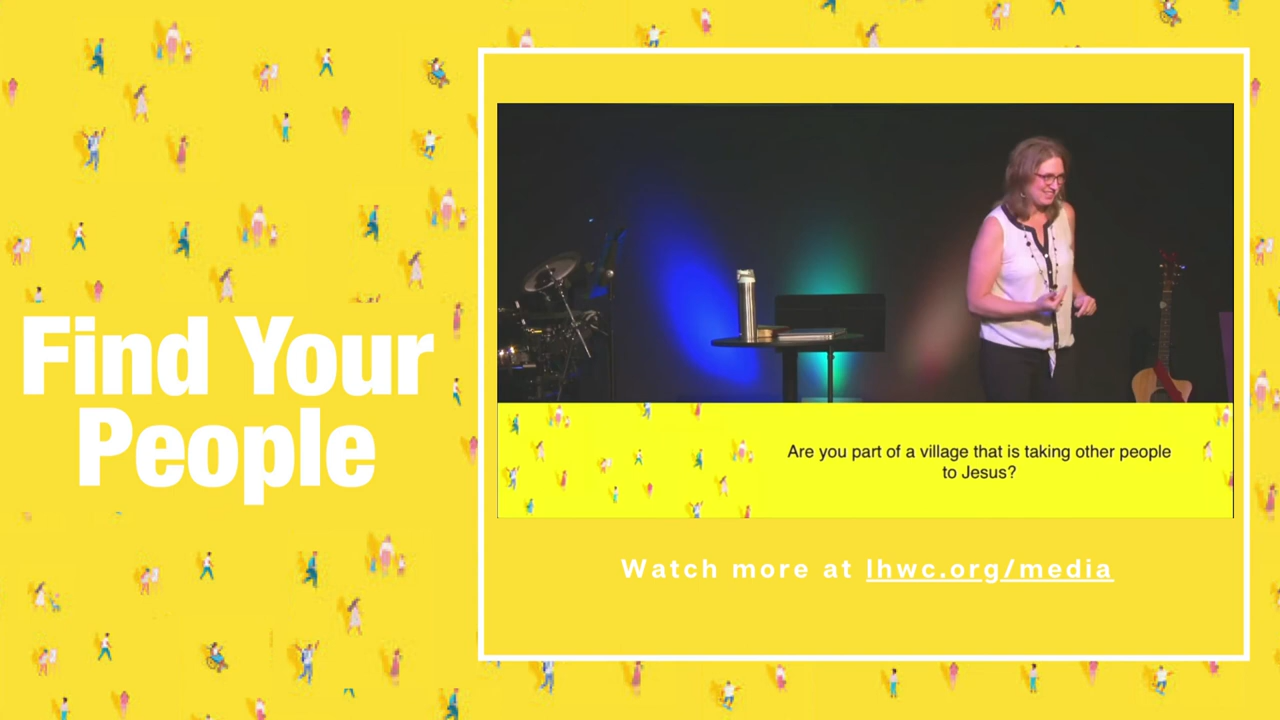 Find Your
People
Are you part of a village that is taking other people
to Jesus?
Watch more at lhwc.org/media